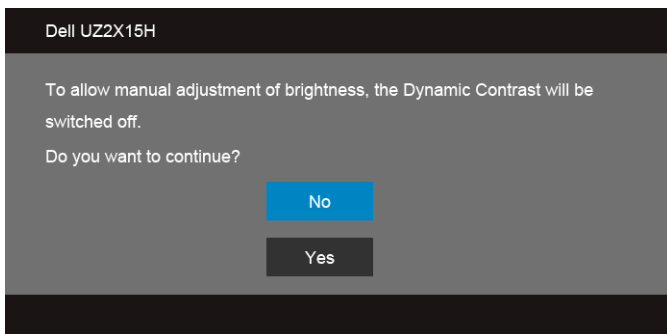 Dell UZ2X15H
To allow manual adjustment of brightness, the Dynamic Contrast will be
switched off.
Do you want to continue?
No
Yes